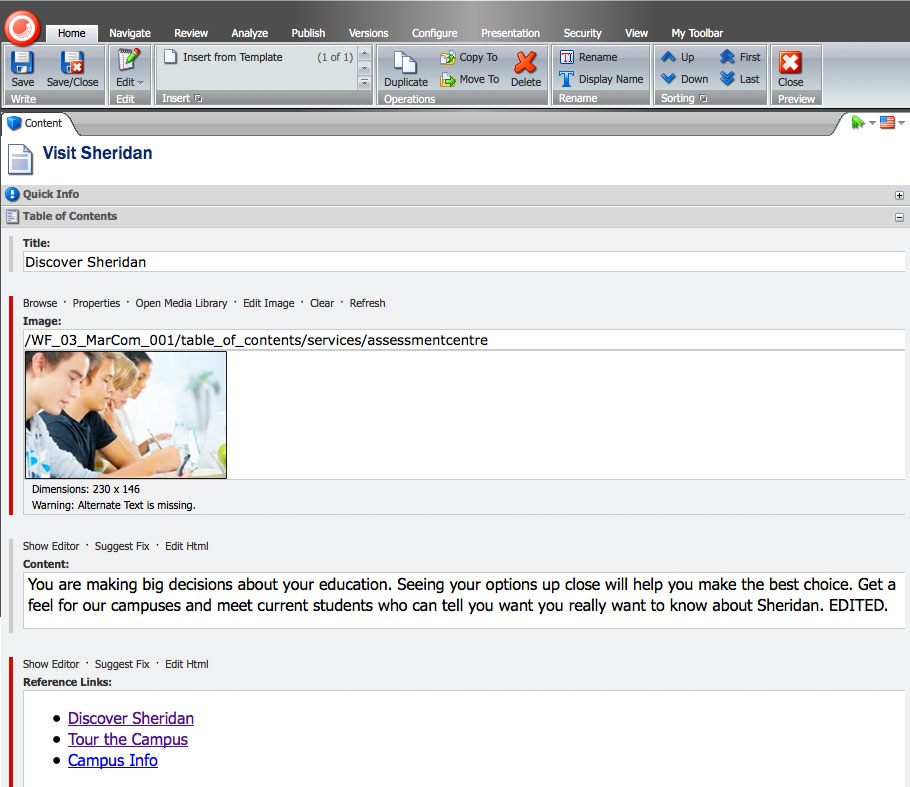 Home Navigate Review Analyze Publish Versions Configure Presentation Security View My Toolbar
Save Save/Close
Write
Edit
Edit
Insert from Template (1 of 1)
Insert
Duplicate
Copy To
Move To
Delete
Operations
Rename
Display Name
Rename
Up First
Down Last
Sorting
Close
Preview
Content
Visit Sheridan
Quick Info
Table of Contents
Title:
Discover Sheridan
Browse · Properties · Open Media Library · Edit Image · Clear · Refresh
Image:
/WF_03_MarCom_001/table_of_contents/services/assessmentcentre
Dimensions: 230 x 146
Warning: Alternate Text is missing.
Show Editor · Suggest Fix · Edit Html
Content:
You are making big decisions about your education. Seeing your options up close will help you make the best choice. Get a
feel for our campuses and meet current students who can tell you want you really want to know about Sheridan. EDITED.
Show Editor · Suggest Fix · Edit Html
Reference Links:
• Discover Sheridan
• Tour the Campus
• Campus Info